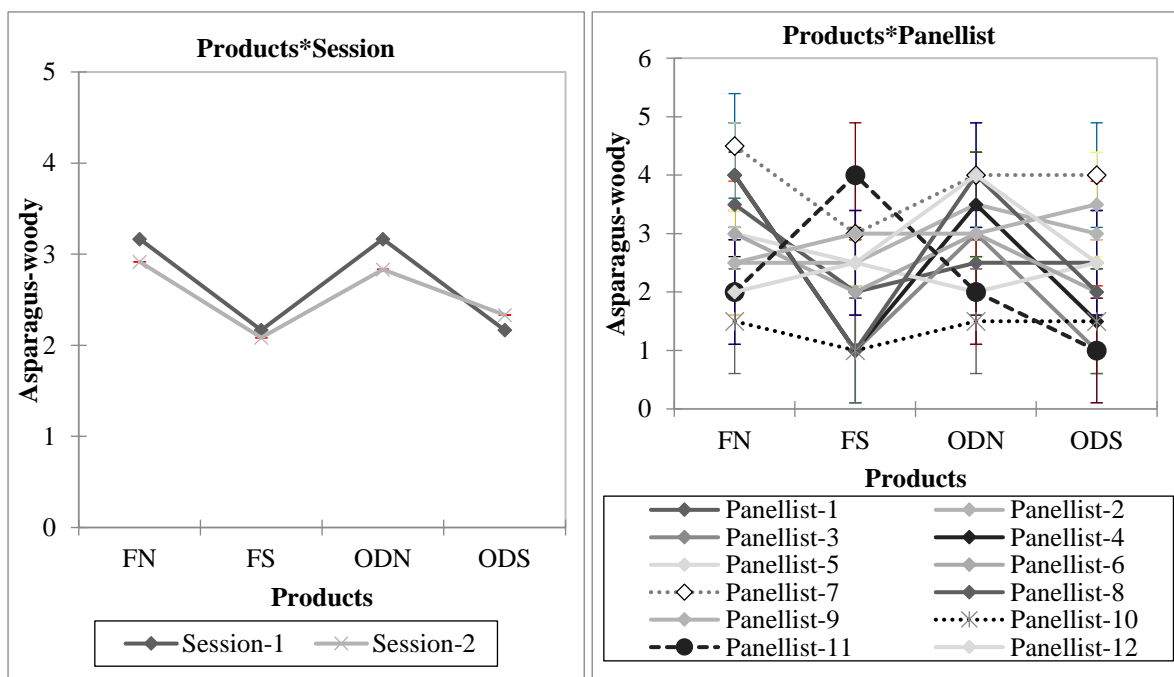 Products*Session
Asparagus-woody
5
4
3
2
1
0
FN FS ODN ODS
Products
Session-1 Session-2
Products*Panellist
Asparagus-woody
6
5
4
3
2
1
0
FN FS ODN ODS
Products
Panellist-1 Panellist-2
Panellist-3 Panellist-4
Panellist-5 Panellist-6
Panellist-7 Panellist-8
Panellist-9 Panellist-10
Panellist-11 Panellist-12